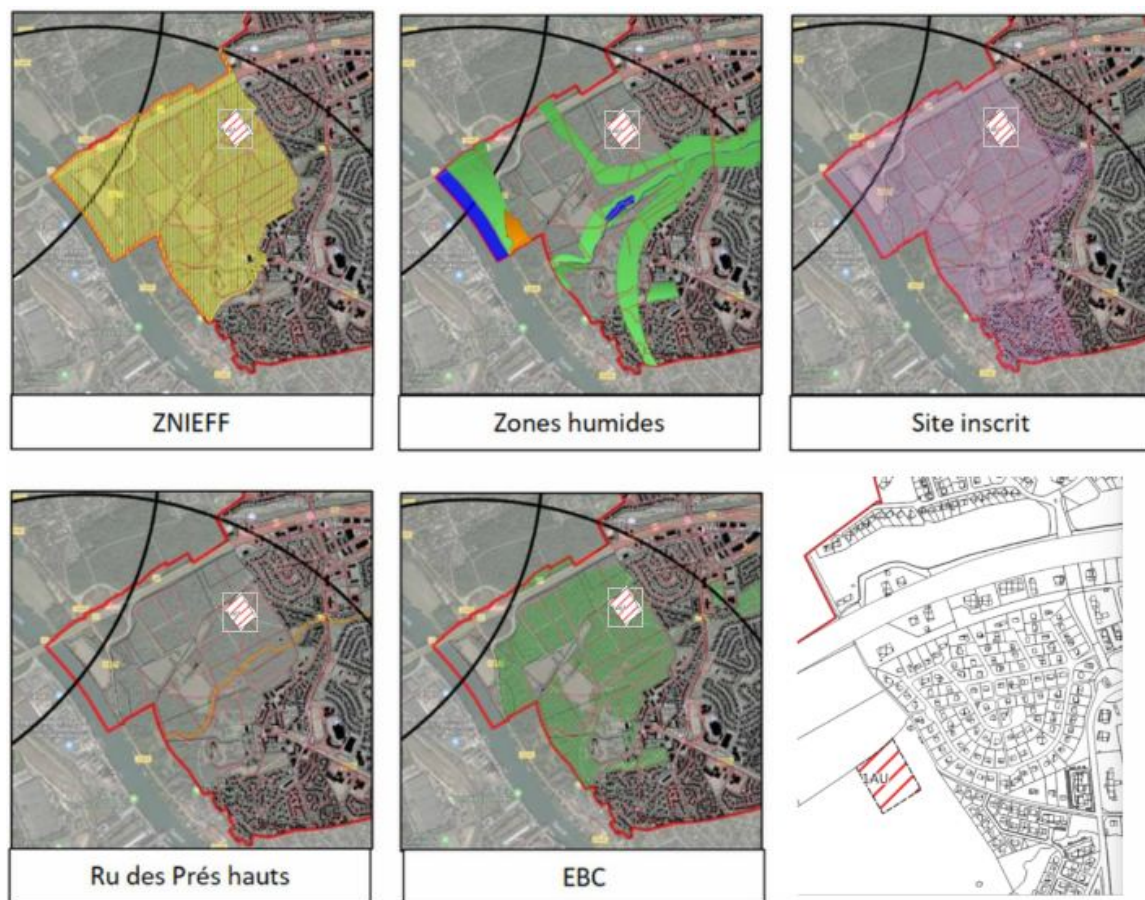 ZNIEFF
Zones humides
Site inscrit
Ru des Prés hauts
EBC
1AU